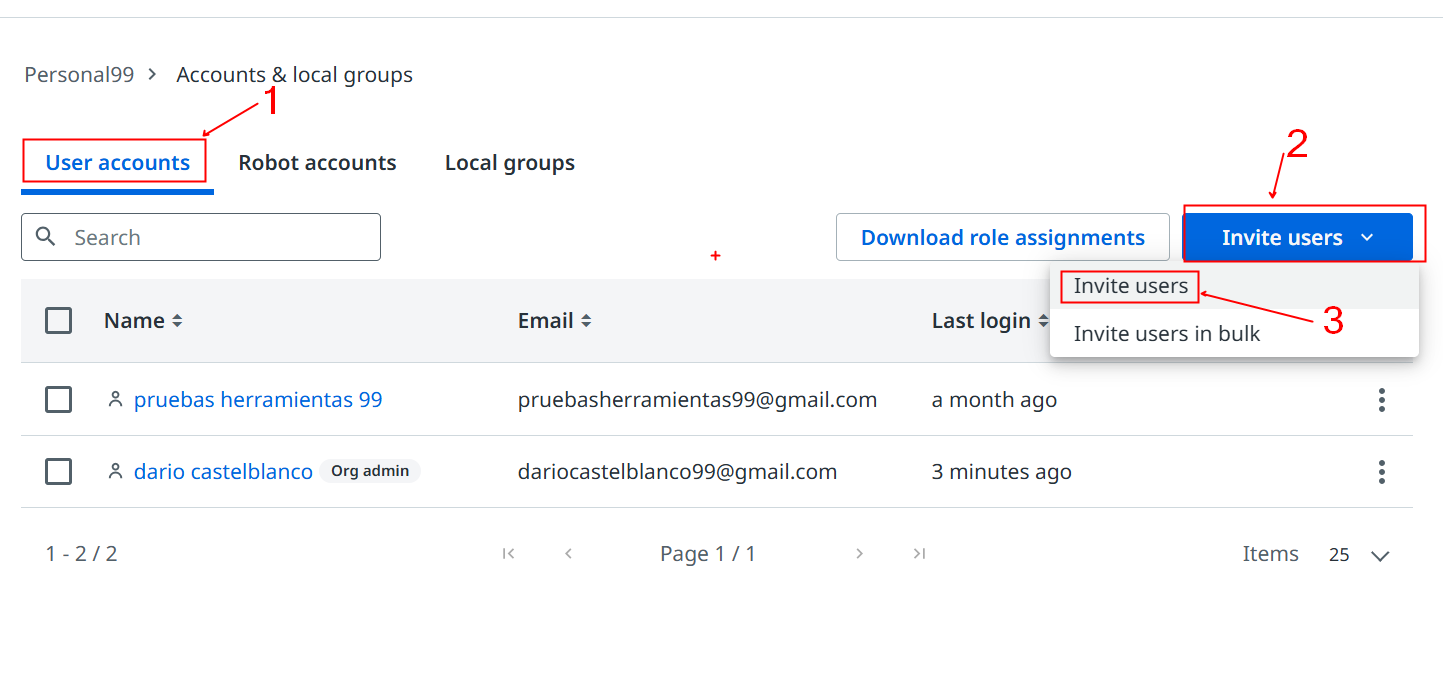 Personal99 > Accounts & local groups
1
User accounts Robot accounts Local groups
2
Search Download role assignments Invite users
Invite users
3
Invite users in bulk
Name Email Last login
pruebas herramientas 99 pruebasherramientas99@gmail.com a month ago
dario castelblanco Org admin dariocastelblanco99@gmail.com 3 minutes ago
1 - 2 / 2 Page 1 / 1 Items 25